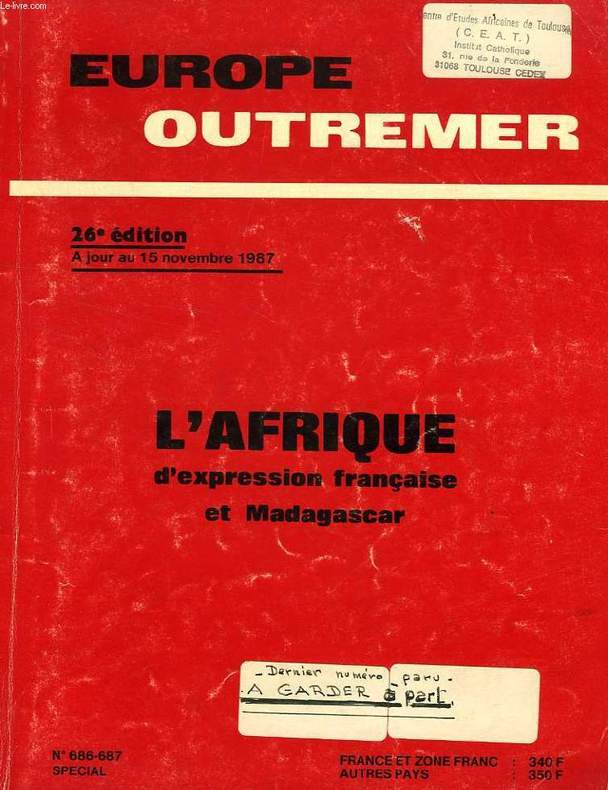 Le-livre.com
Centre d'Etudes Africaines de Toulouse
( C. E. A. T. )
Institut Catholique
31, rue de la Fonderie
31068 TOULOUSE CEDEX
EUROPE
OUTREMER
26e édition
A jour au 15 novembre 1987
L'AFRIQUE
d'expression française
et Madagascar
- Dernier numéro paru -
- A GARDER à part.
N° 686-687
SPECIAL
FRANCE ET ZONE FRANC : 340 F
AUTRES PAYS : 350 F